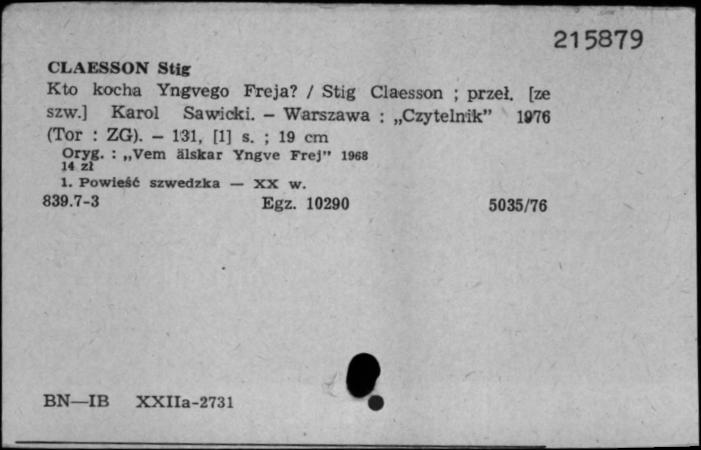 215879
CLAESSON Stig
Kto kocha Yngvego Freja? / Stig Claesson ; przeł. [ze
szw.] Karol Sawicki. – Warszawa : „Czytelnik” 1976
(Tor : ZG). – 131, [1] s. ; 19 cm
Oryg. : „Vem älskar Yngve Frej” 1968
14 zł
1. Powieść szwedzka — XX w.
839.7-3 Egz. 10290 5035/76
BN—IB XXIIa-2731